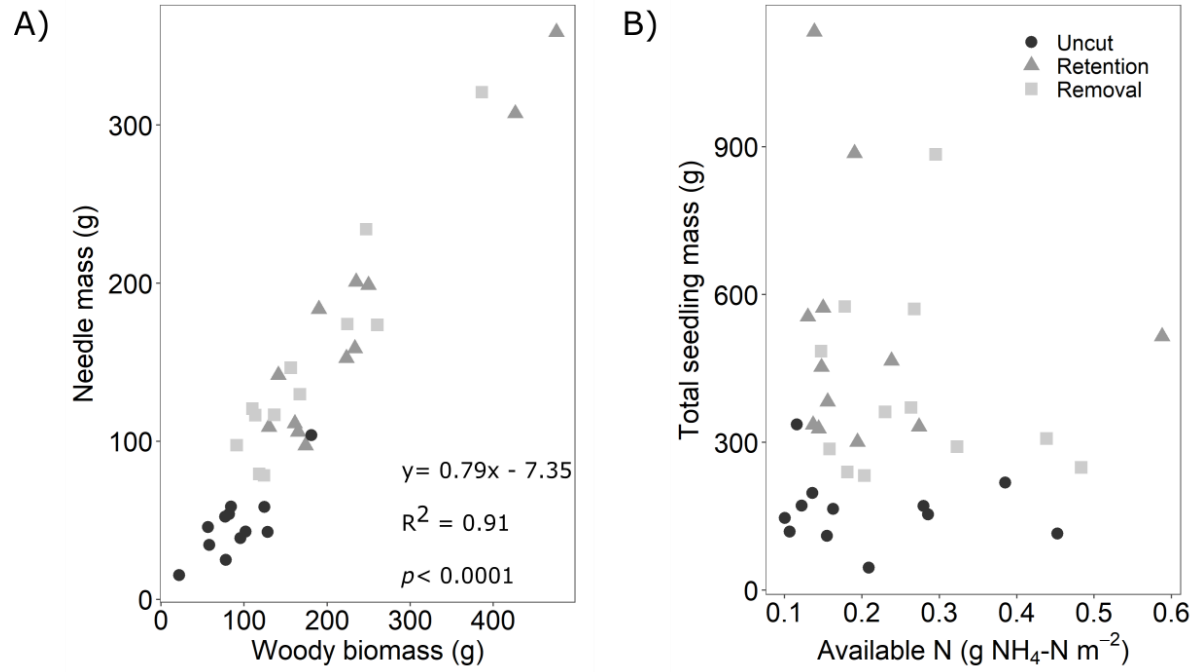 A)
Needle mass (g)
300
200
100
0
y= 0.79x - 7.35
R² = 0.91
p< 0.0001
0 100 200 300 400
Woody biomass (g)
B)
Total seedling mass (g)
Uncut
Retention
Removal
900
600
300
0
0.1 0.2 0.3 0.4 0.5 0.6
Available N (g NH₄-N m⁻²)